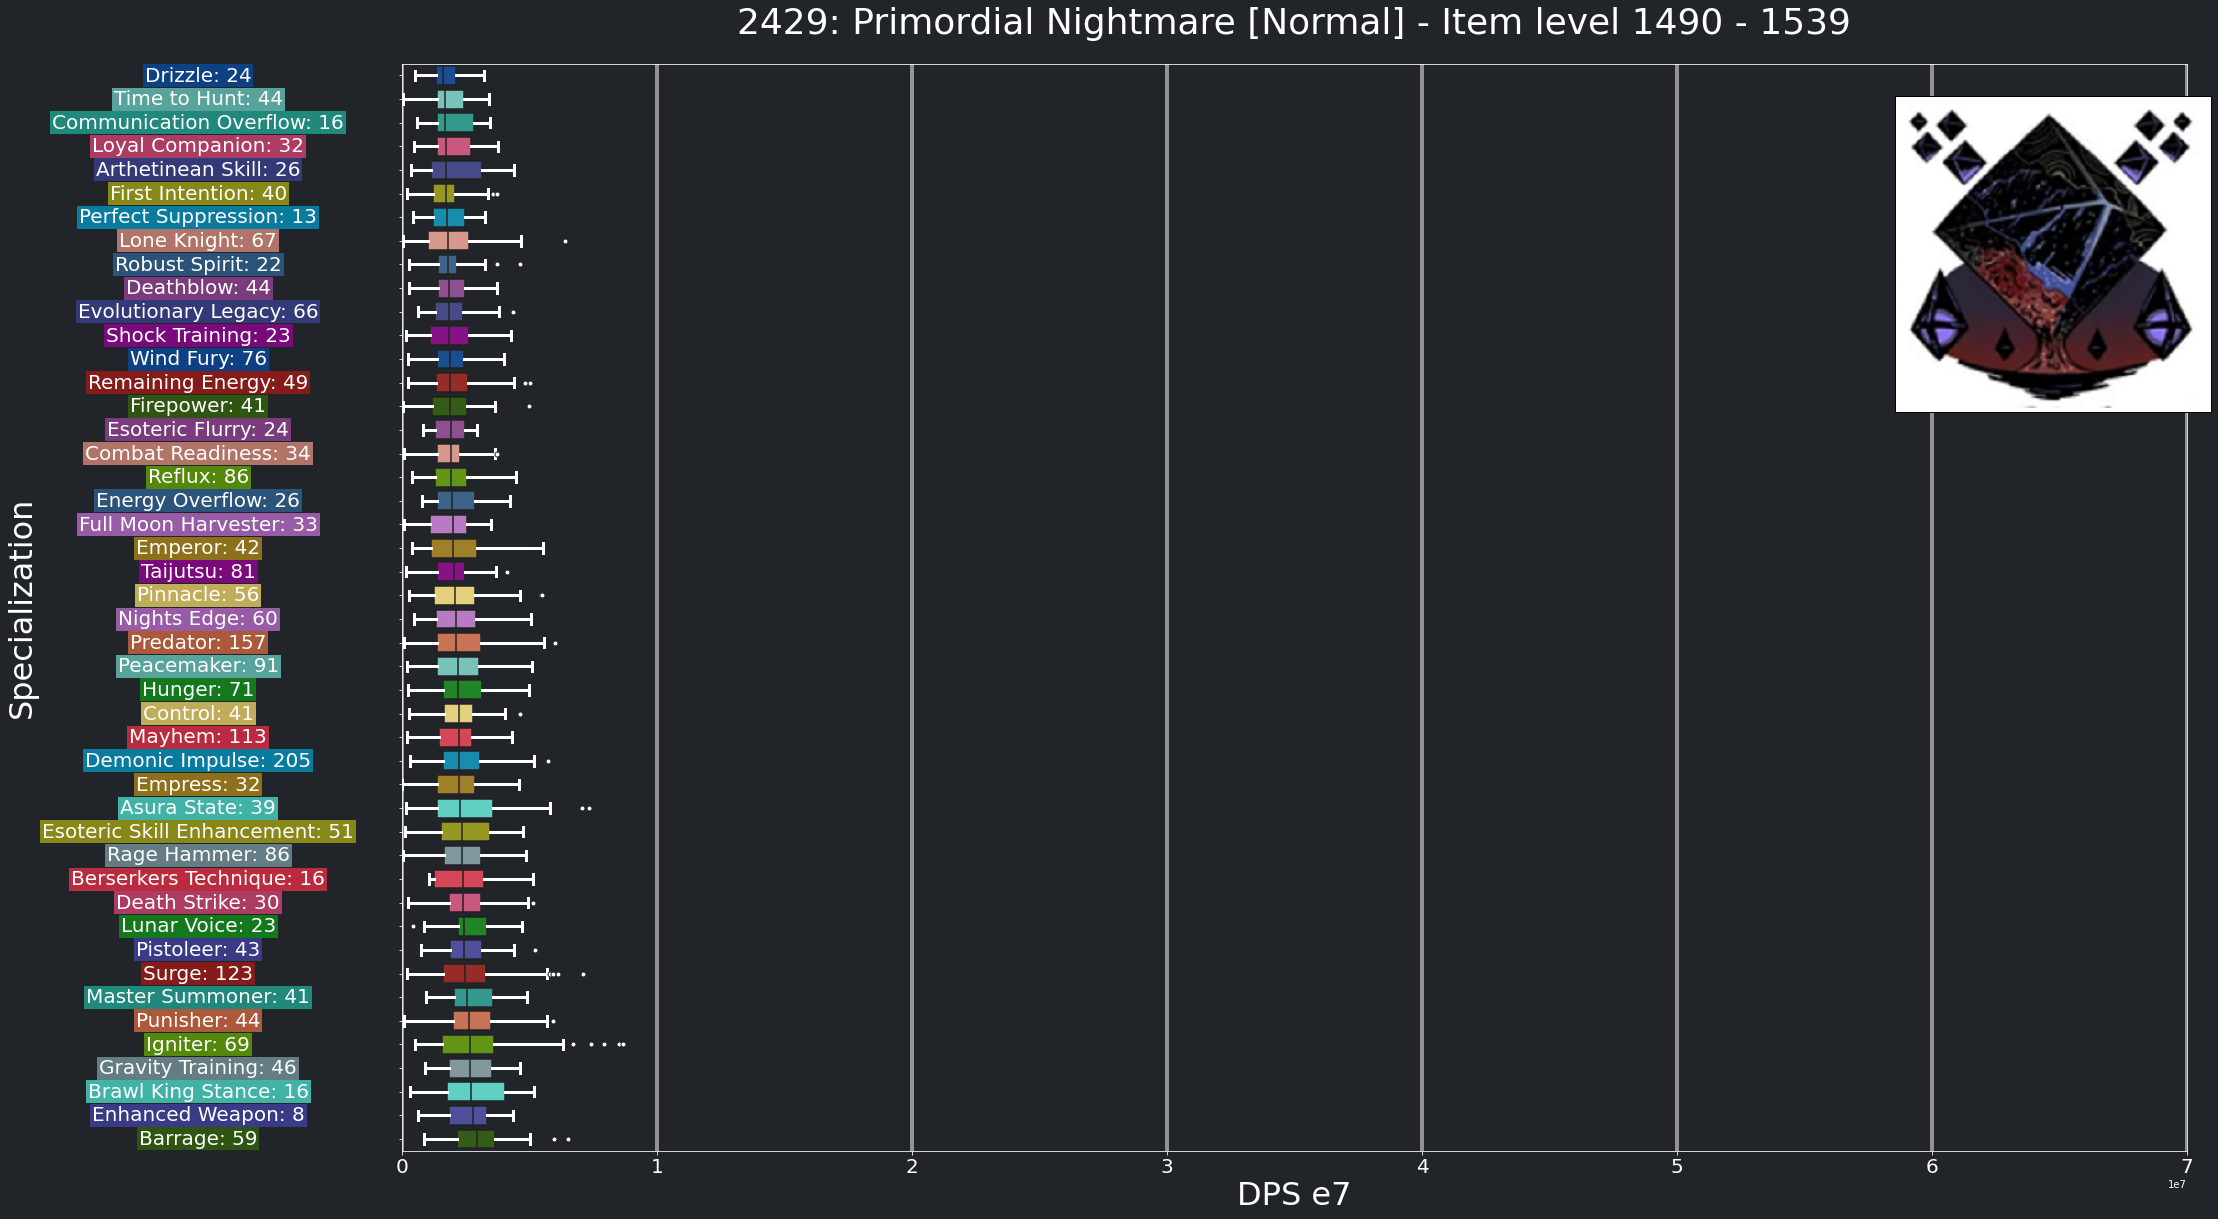 2429: Primordial Nightmare [Normal] - Item level 1490 - 1539
Specialization
Drizzle: 24
Time to Hunt: 44
Communication Overflow: 16
Loyal Companion: 32
Arthetinean Skill: 26
First Intention: 40
Perfect Suppression: 13
Lone Knight: 67
Robust Spirit: 22
Deathblow: 44
Evolutionary Legacy: 66
Shock Training: 23
Wind Fury: 76
Remaining Energy: 49
Firepower: 41
Esoteric Flurry: 24
Combat Readiness: 34
Reflux: 86
Energy Overflow: 26
Full Moon Harvester: 33
Emperor: 42
Taijutsu: 81
Pinnacle: 56
Nights Edge: 60
Predator: 157
Peacemaker: 91
Hunger: 71
Control: 41
Mayhem: 113
Demonic Impulse: 205
Empress: 32
Asura State: 39
Esoteric Skill Enhancement: 51
Rage Hammer: 86
Berserkers Technique: 16
Death Strike: 30
Lunar Voice: 23
Pistoleer: 43
Surge: 123
Master Summoner: 41
Punisher: 44
Igniter: 69
Gravity Training: 46
Brawl King Stance: 16
Enhanced Weapon: 8
Barrage: 59
0 1 2 3 4 5 6 7
1e7
DPS e7